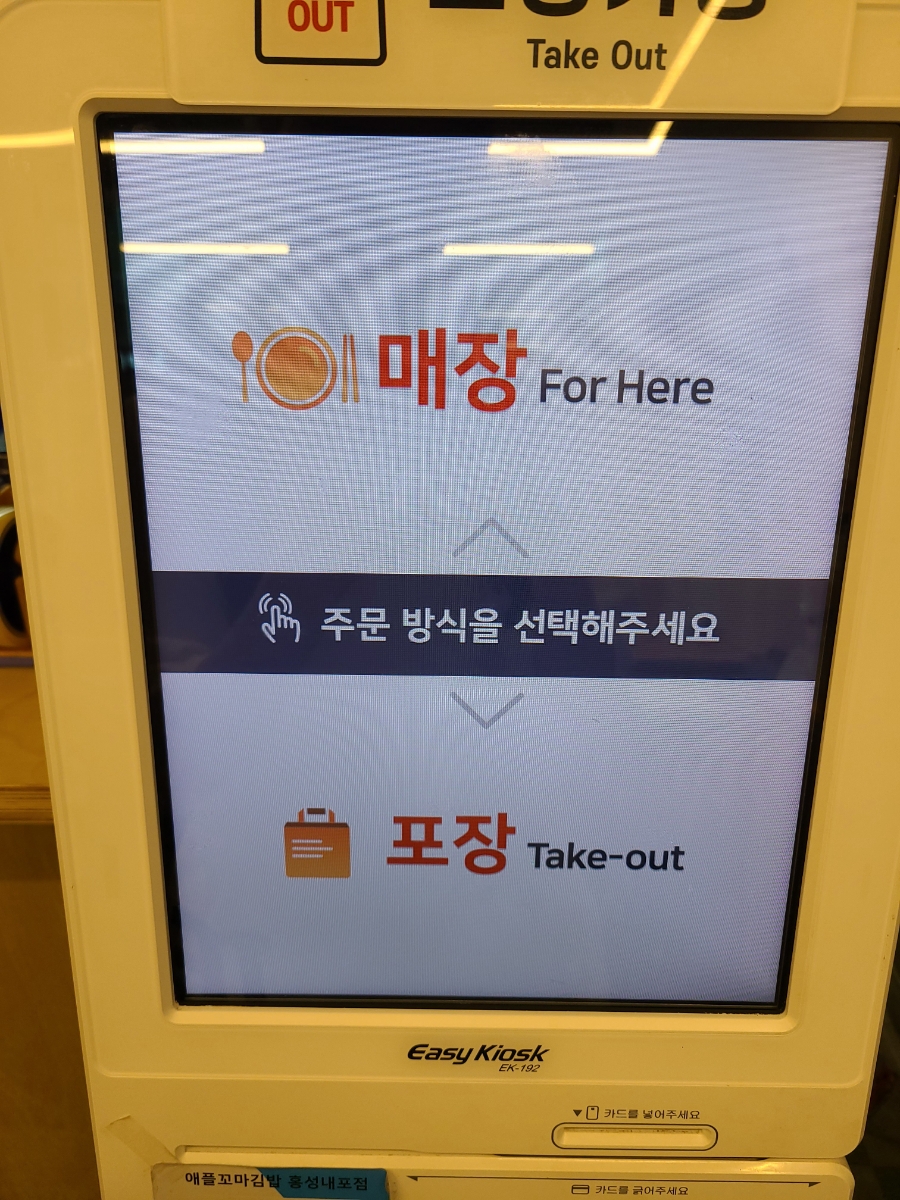 OUT
Take Out
매장 For Here
주문 방식을 선택해주세요
포장 Take-out
Easy Kiosk
EK-192
▼ 카드를 넣어주세요
애플꼬마김밥 홍성내포점
카드를 긁어주세요